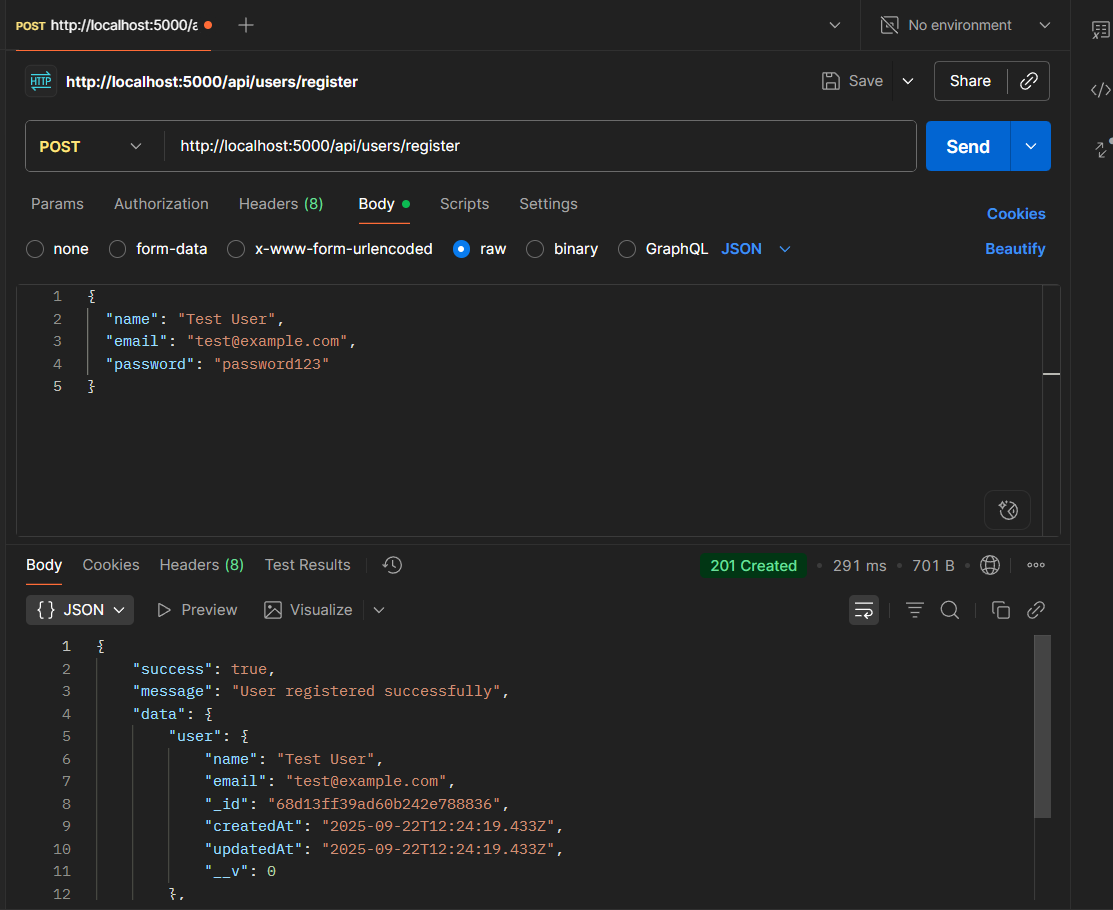 POST http://localhost:5000/a
No environment
HTTP http://localhost:5000/api/users/register
Save
Share
POST http://localhost:5000/api/users/register
Send
Params Authorization Headers (8) Body Scripts Settings
Cookies
none form-data x-www-form-urlencoded raw binary GraphQL JSON
Beautify
1 {
2 "name": "Test User",
3 "email": "test@example.com",
4 "password": "password123"
5 }
Body Cookies Headers (8) Test Results
201 Created • 291 ms • 701 B •
{} JSON Preview Visualize
1 {
2 "success": true,
3 "message": "User registered successfully",
4 "data": {
5 "user": {
6 "name": "Test User",
7 "email": "test@example.com",
8 "_id": "68d13ff39ad60b242e788836",
9 "createdAt": "2025-09-22T12:24:19.433Z",
10 "updatedAt": "2025-09-22T12:24:19.433Z",
11 "__v": 0
12 },